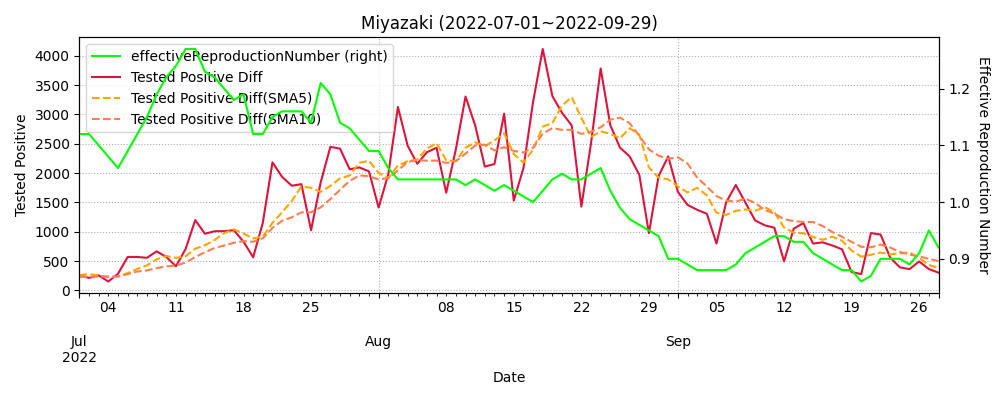 Miyazaki (2022-07-01~2022-09-29)
effectiveReproductionNumber (right)
Tested Positive Diff
Tested Positive Diff(SMA5)
Tested Positive Diff(SMA10)
Tested Positive
4000
3500
3000
2500
2000
1500
1000
500
0
Effective Reproduction Number
1.2
1.1
1.0
0.9
04 11 18 25 08 15 22 29 05 12 19 26
Jul Aug Sep
2022
Date